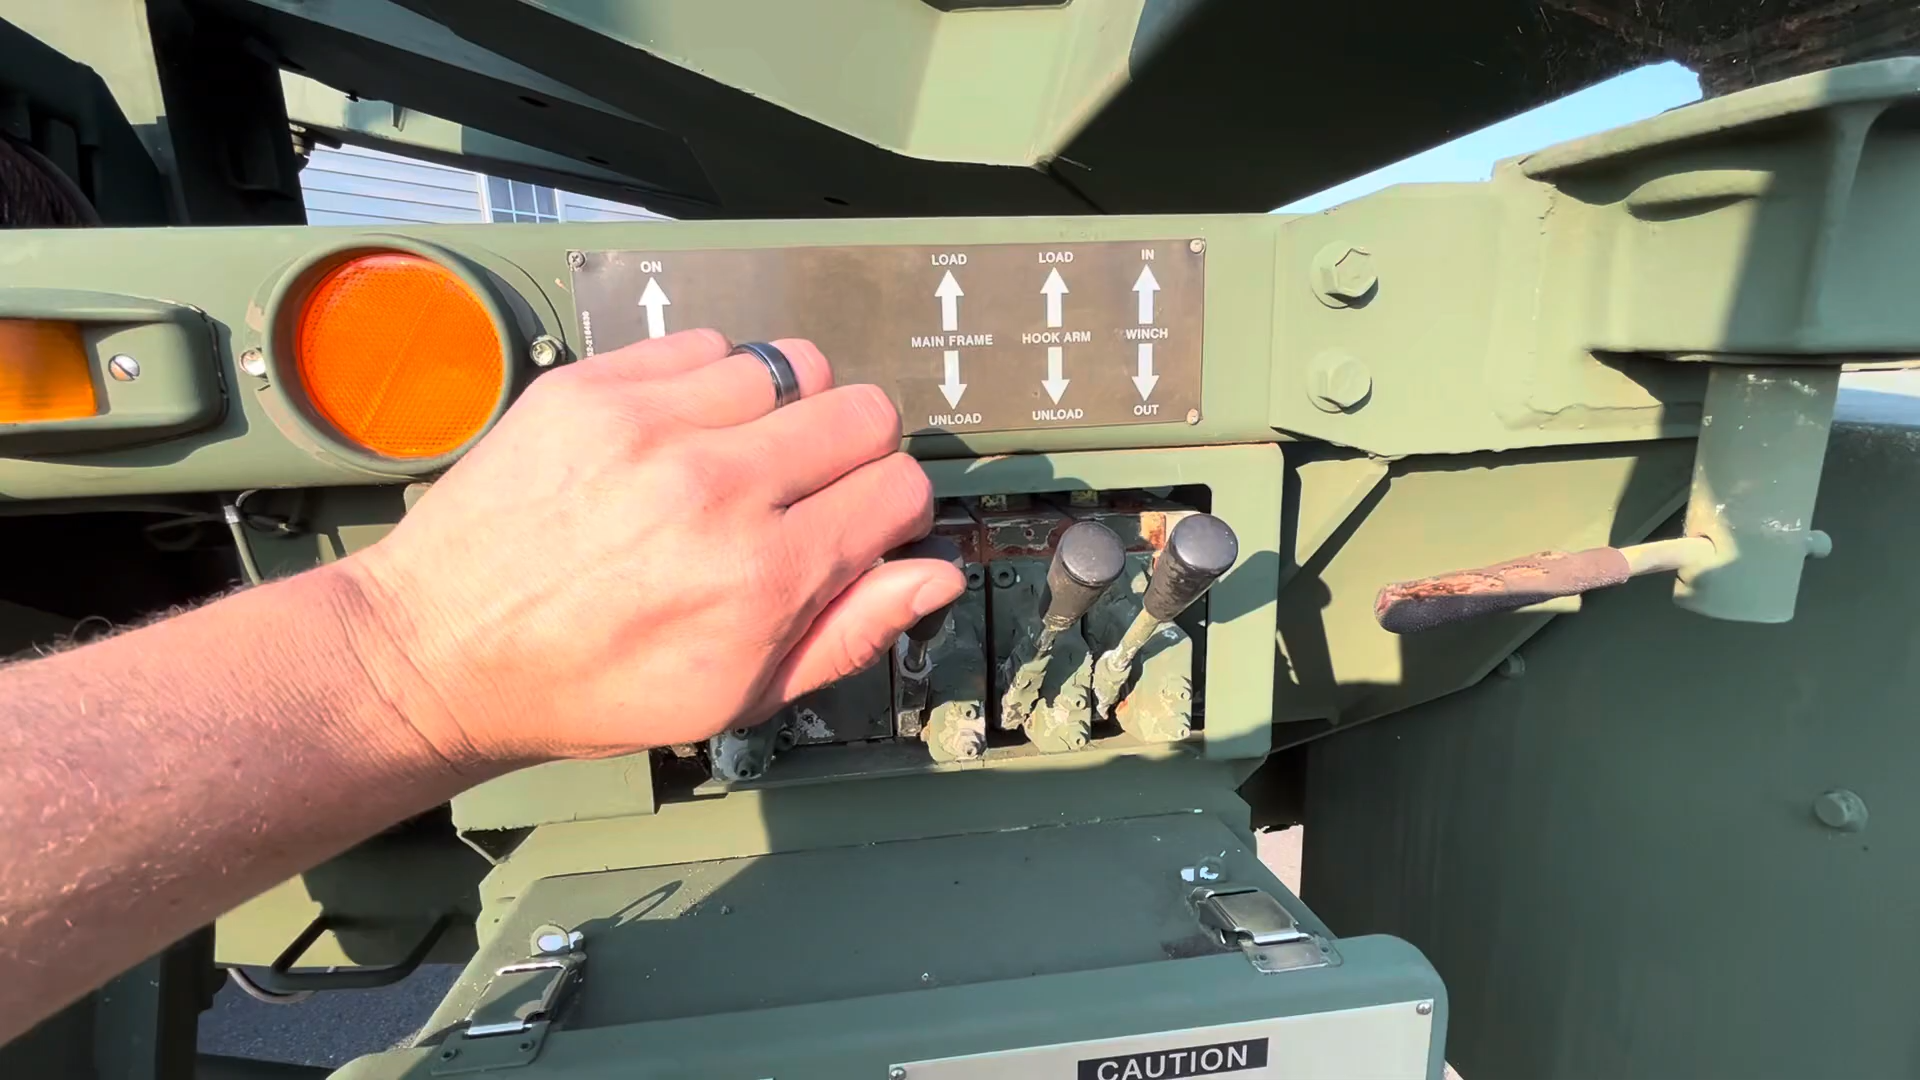 ON
LOAD
LOAD
IN
MAIN FRAME
HOOK ARM
WINCH
UNLOAD
UNLOAD
OUT
CAUTION